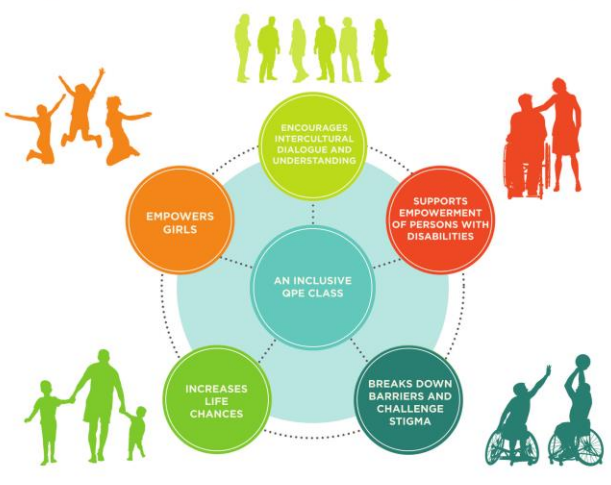 ENCOURAGES
INTERCULTURAL
DIALOGUE AND
UNDERSTANDING
EMPOWERS
GIRLS
SUPPORTS
EMPOWERMENT
OF PERSONS WITH
DISABILITIES
AN INCLUSIVE
QPE CLASS
INCREASES
LIFE
CHANCES
BREAKS DOWN
BARRIERS AND
CHALLENGE
STIGMA